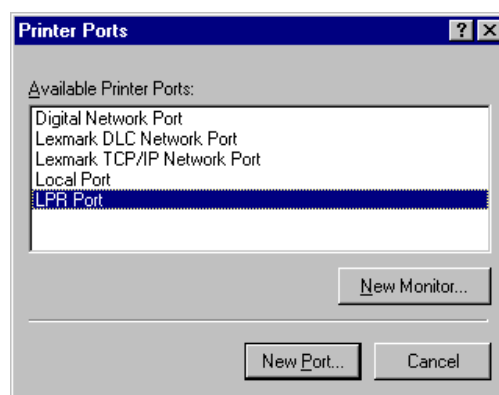 Printer Ports
Available Printer Ports:
Digital Network Port
Lexmark DLC Network Port
Lexmark TCP/IP Network Port
Local Port
LPR Port
New Monitor...
New Port...
Cancel